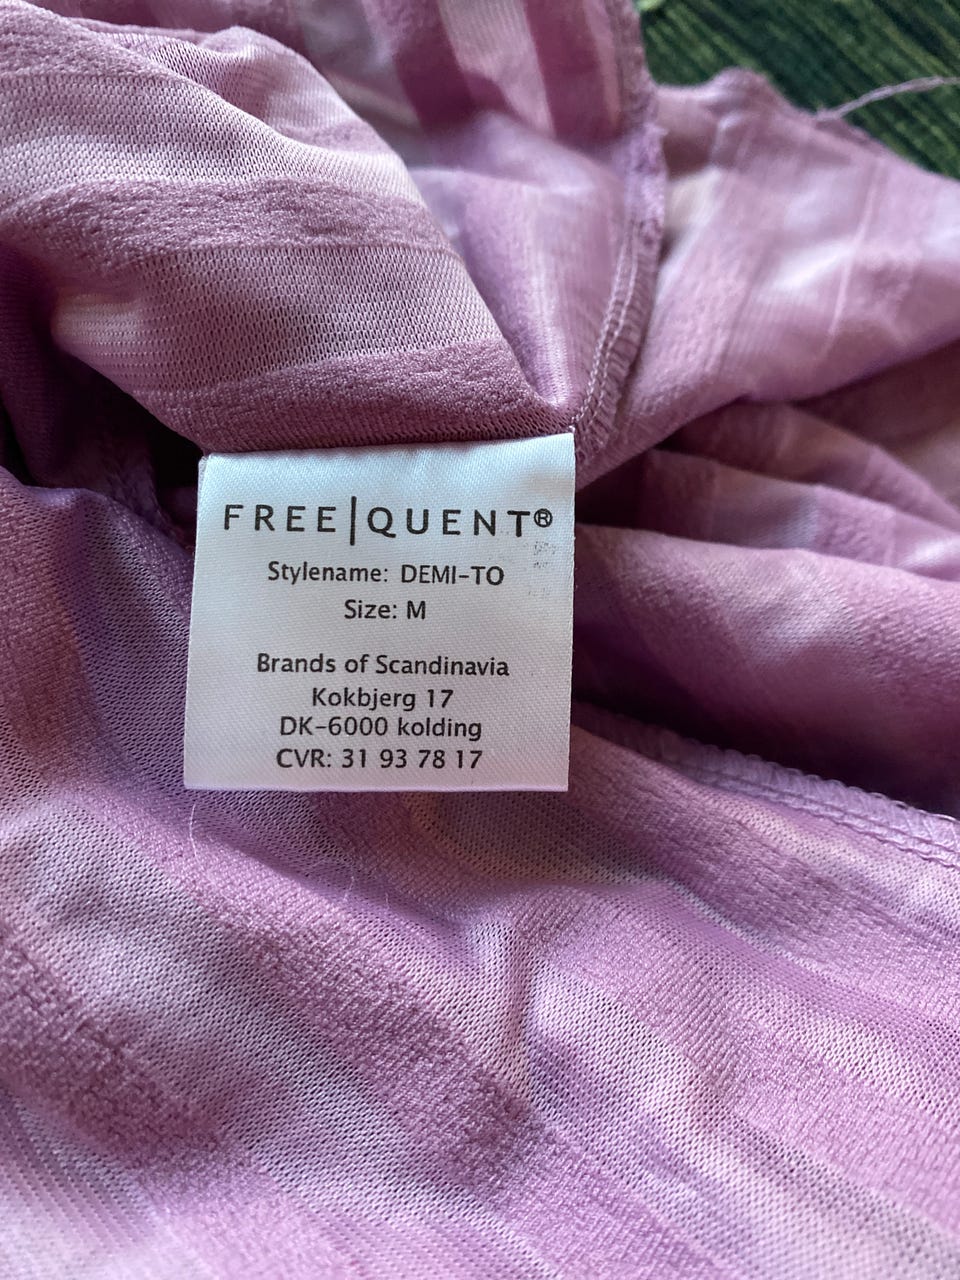 FREE|QUENT®
Stylename: DEMI-TO
Size: M
Brands of Scandinavia
Kokbjerg 17
DK-6000 kolding
CVR: 31 93 78 17